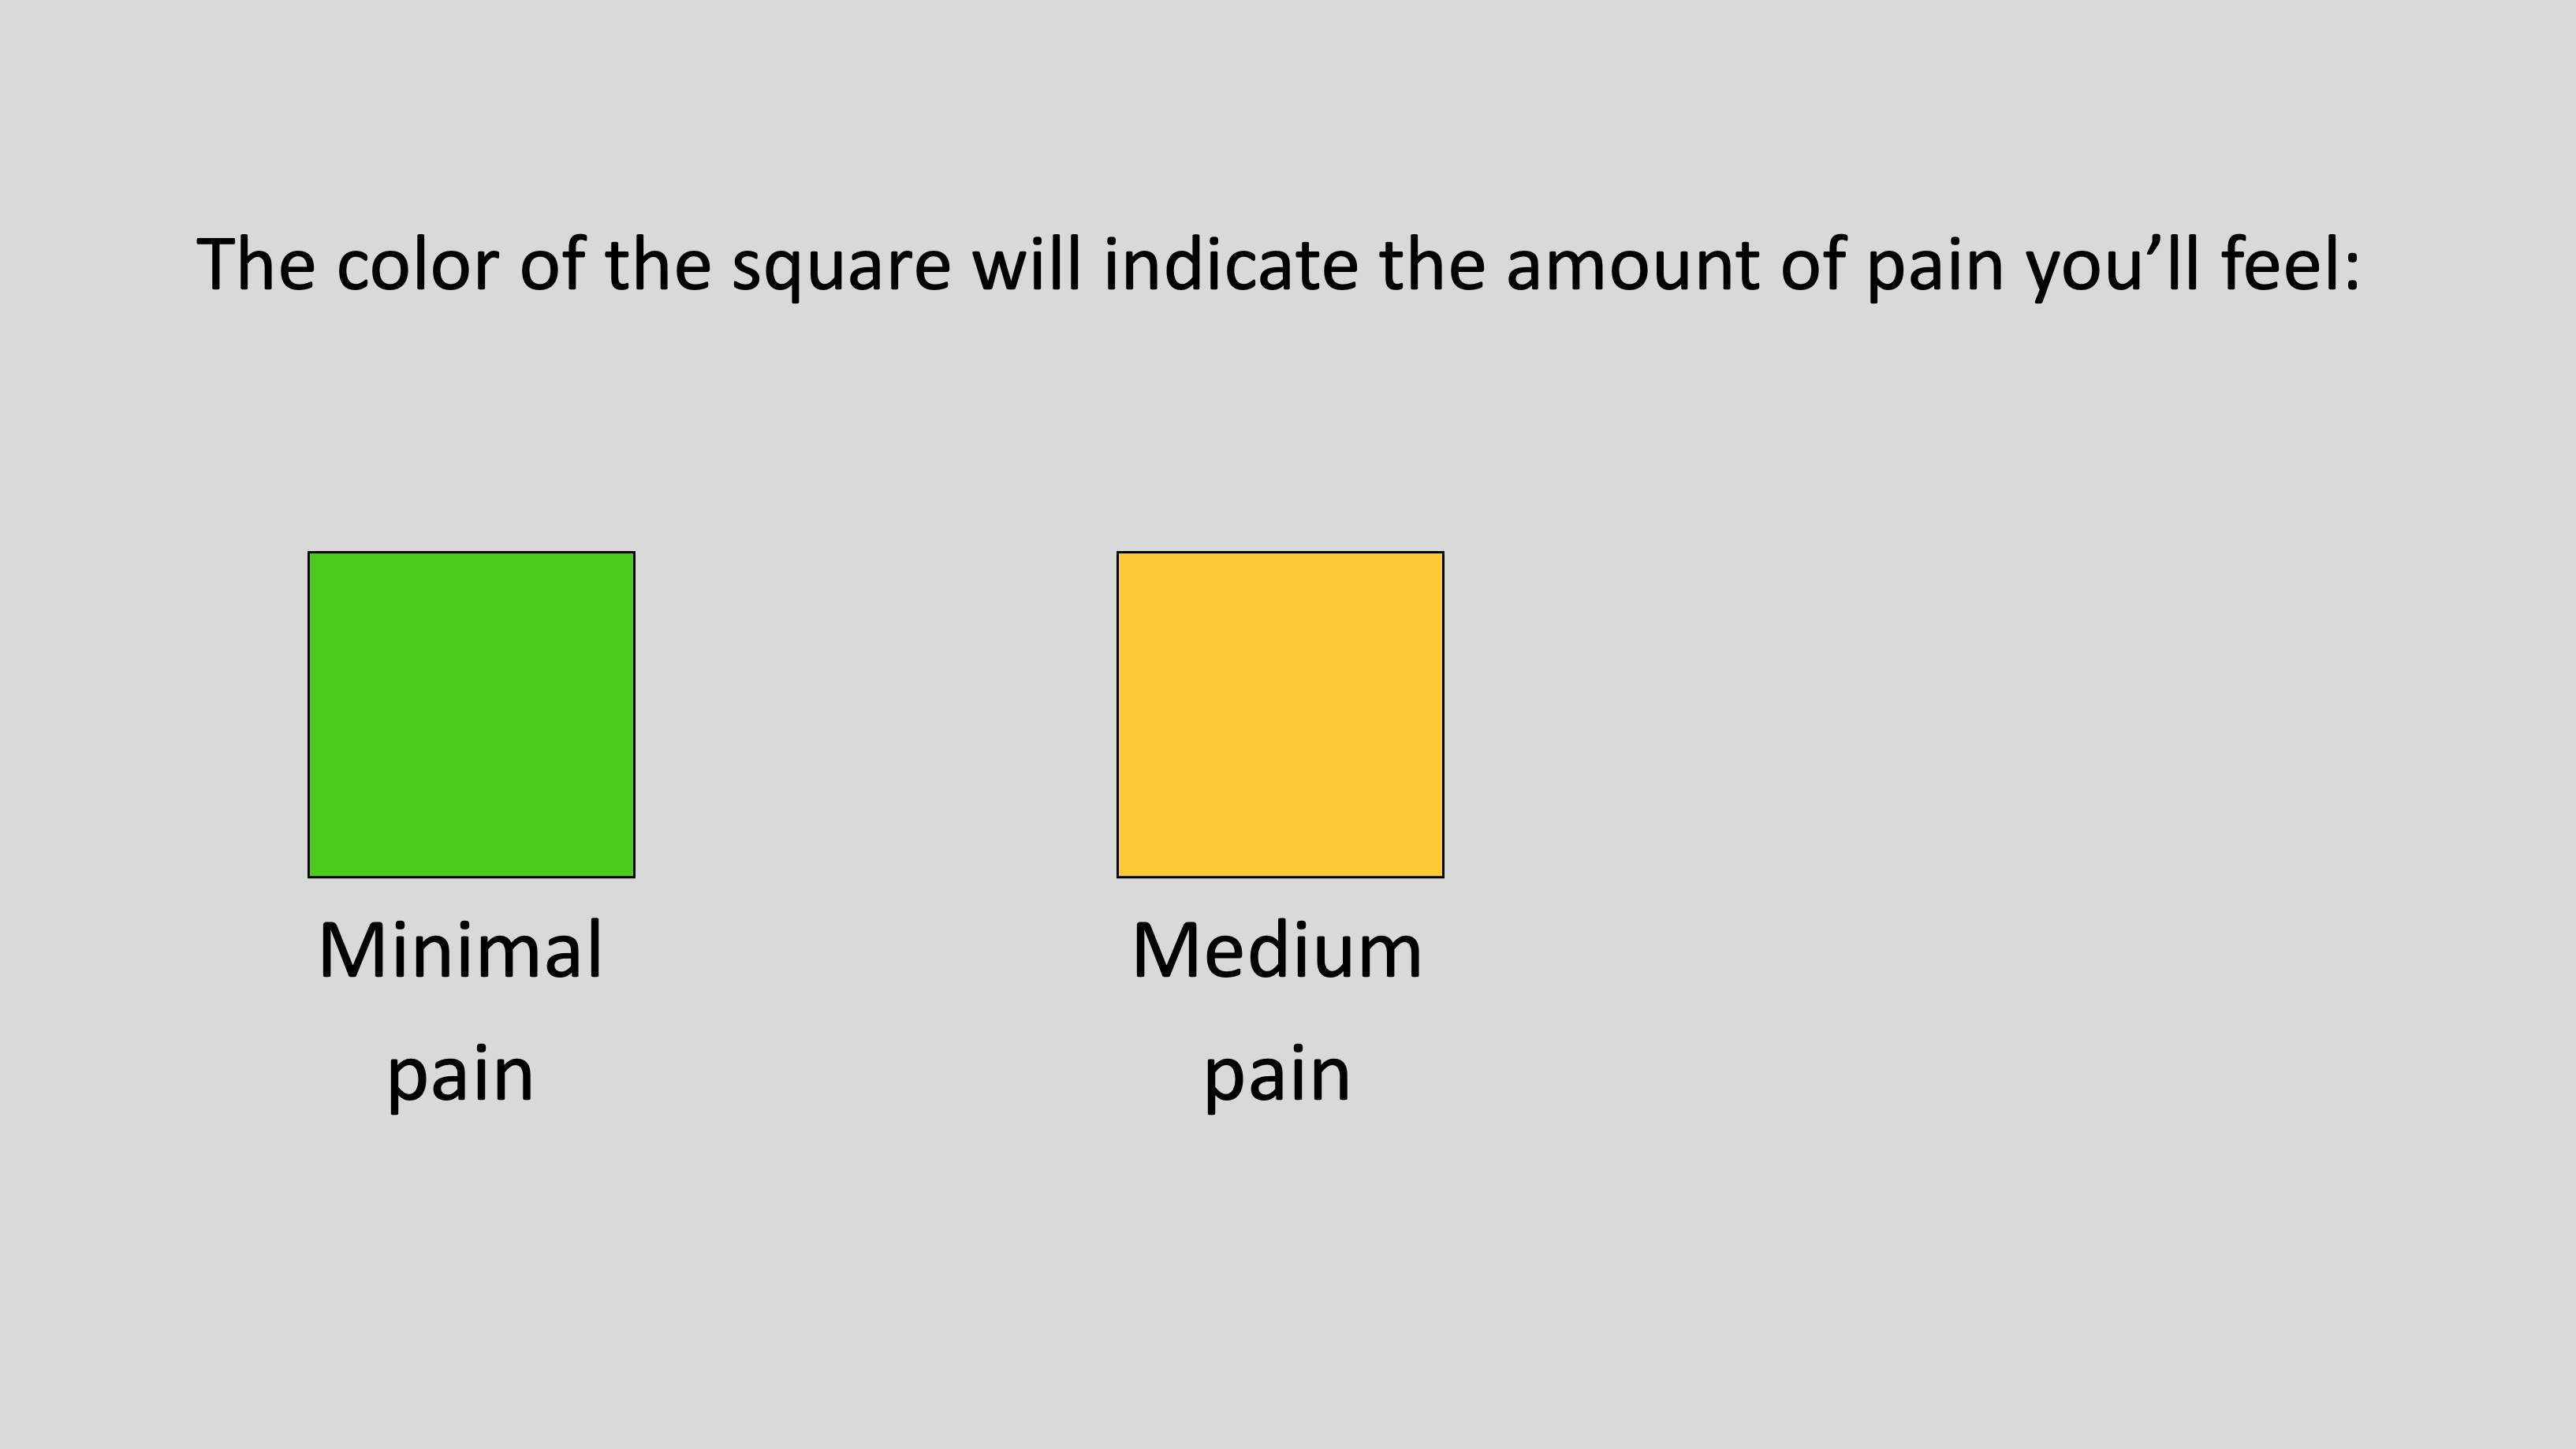 The color of the square will indicate the amount of pain you’ll feel:
Minimal
pain
Medium
pain